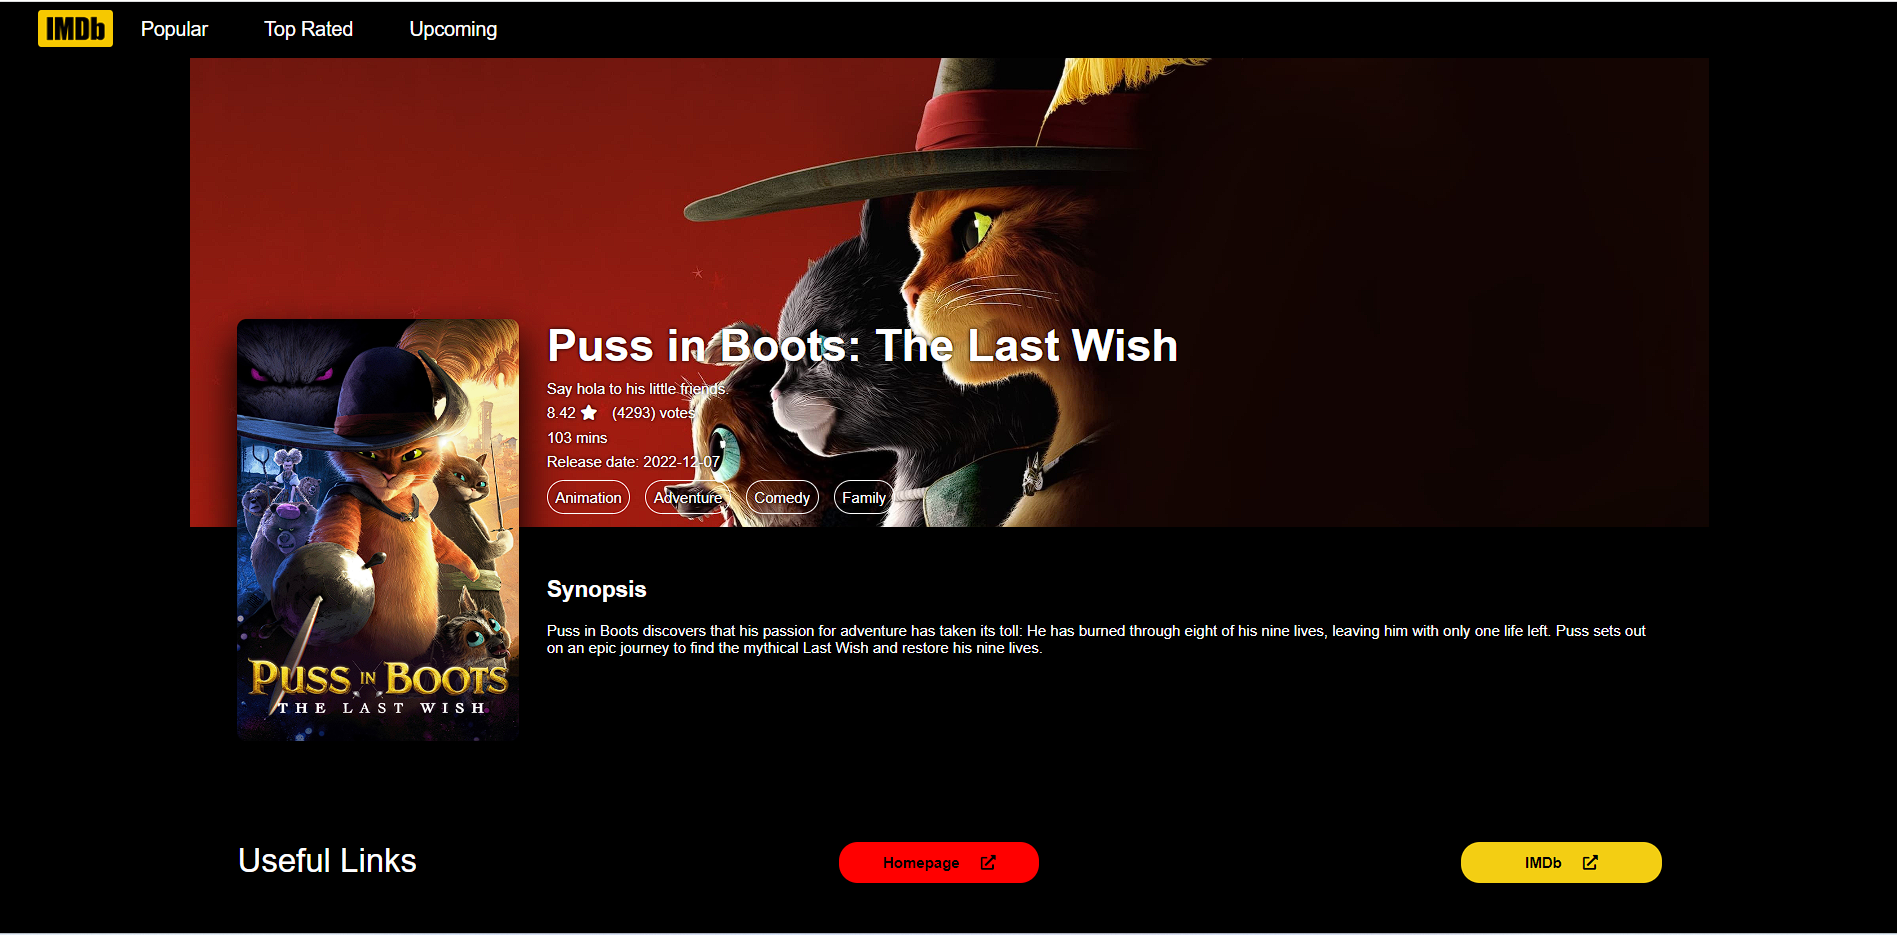 IMDb Popular Top Rated Upcoming
Puss in Boots: The Last Wish
Say hola to his little friends.
8.42 (4293) votes
103 mins
Release date: 2022-12-07
Animation Adventure Comedy Family
PUSS IN BOOTS
THE LAST WISH
Synopsis
Puss in Boots discovers that his passion for adventure has taken its toll: He has burned through eight of his nine lives, leaving him with only one life left. Puss sets out
on an epic journey to find the mythical Last Wish and restore his nine lives.
Useful Links Homepage IMDb